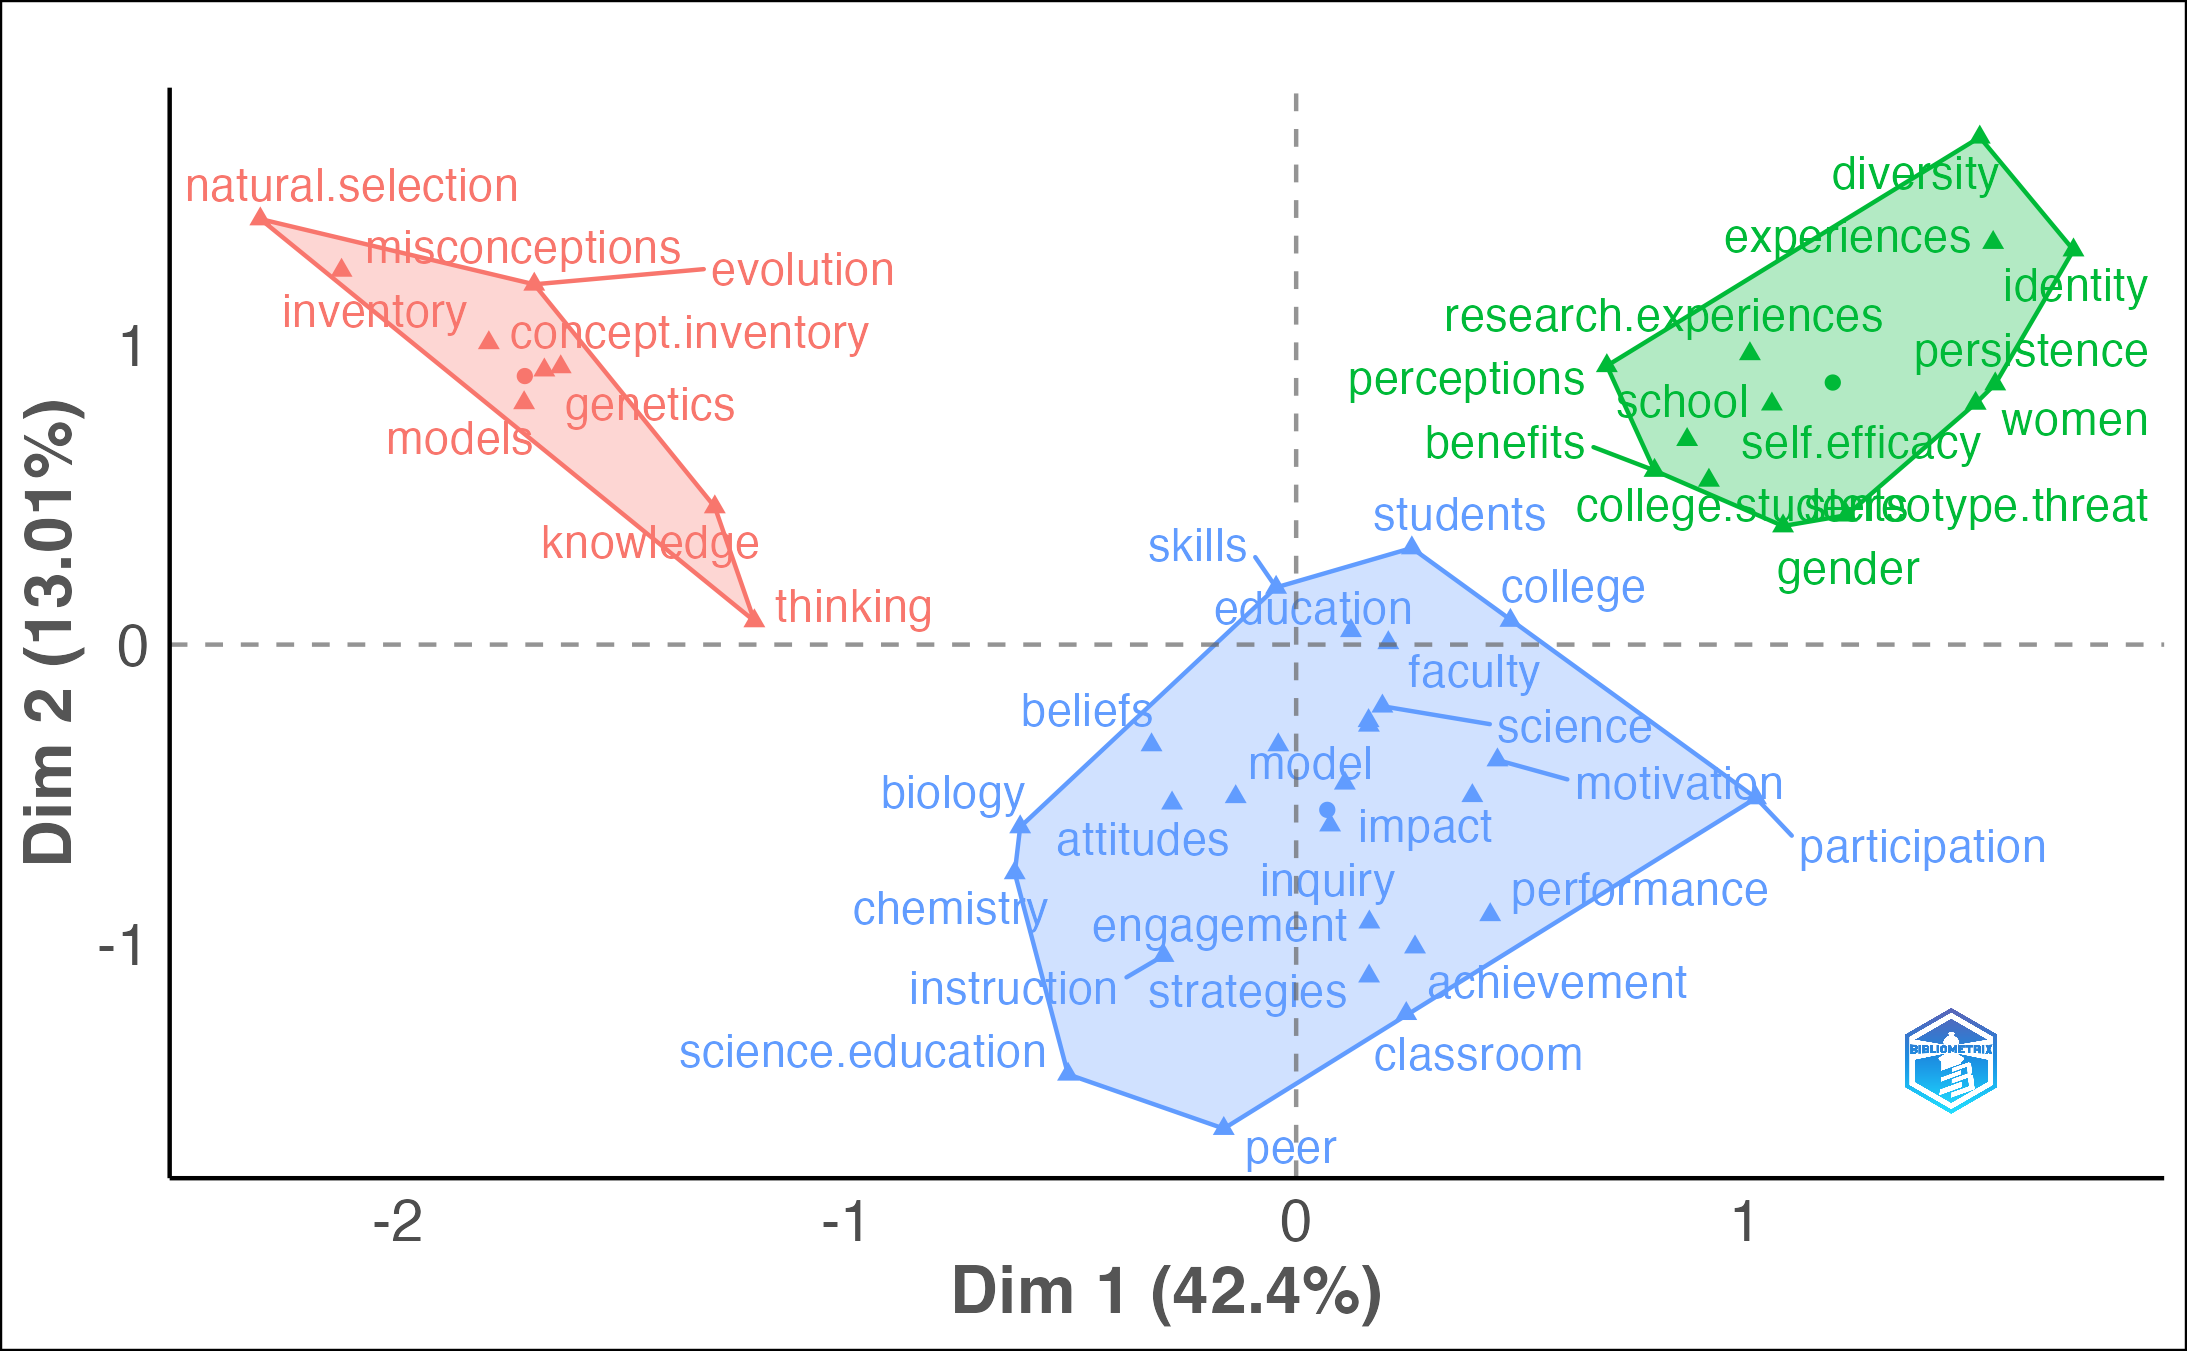 diversity
natural.selection
experiences
misconceptions
evolution
identity
inventory
concept.inventory
research.experiences
1
persistence
perceptions
genetics
school
women
models
benefits
self.efficacy
students
college.students
stereotype.threat
skills
knowledge
gender
college
education
thinking
0
faculty
beliefs
science
model
motivation
biology
impact
attitudes
participation
inquiry
performance
chemistry
engagement
-1
instruction
strategies
achievement
science.education
classroom
BIBLIOMETRIX
peer
-2
-1
0
1
Dim 1 (42.4%)
Dim 2 (13.01%)